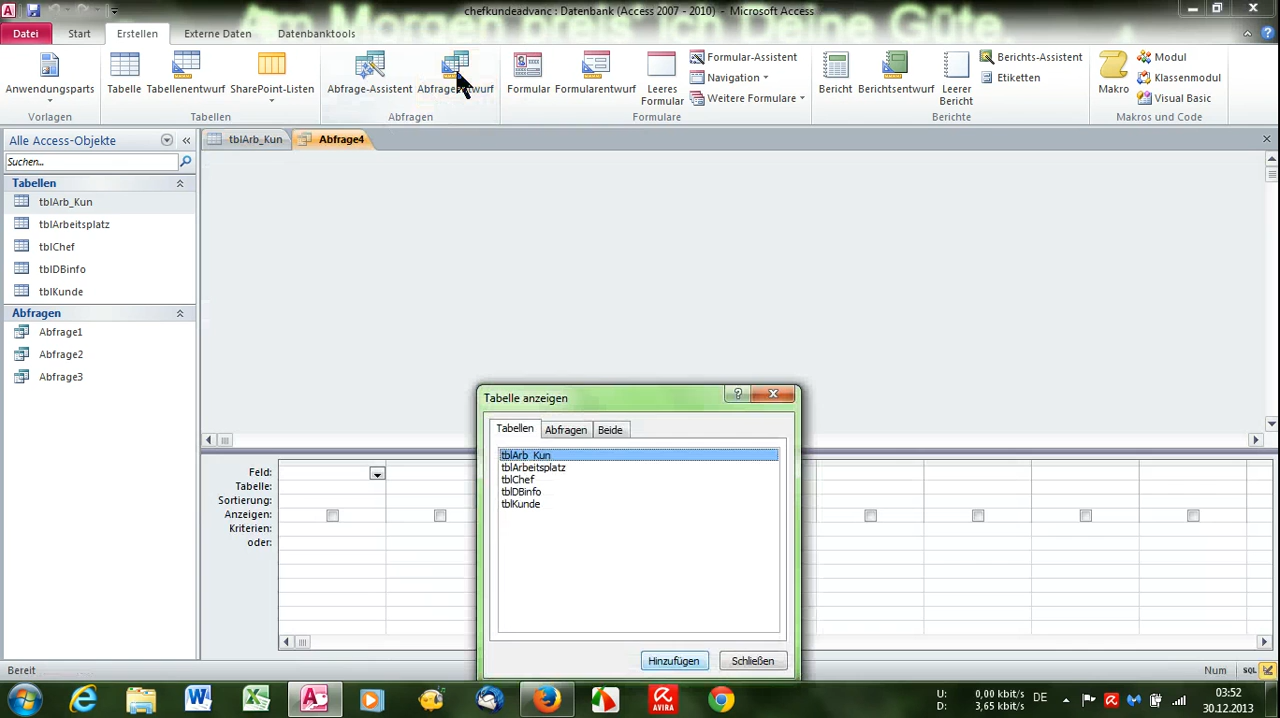 chefkundeadvanc : Datenbank (Access 2007 - 2010) - Microsoft Access
Datei Start Erstellen Externe Daten Datenbanktools
Anwendungsparts Tabelle Tabellenentwurf SharePoint-Listen Abfrage-Assistent Formular Formularentwurf Leeres Formular Formular-Assistent Navigation Weitere Formulare Bericht Berichtsentwurf Leerer Bericht Berichts-Assistent Etiketten Makro Modul Klassenmodul Visual Basic
Vorlagen Tabellen Abfragen Formulare Berichte Makros und Code
Alle Access-Objekte
tblArb_Kun Abfrage4
Suchen...
Tabellen
tblArb_Kun
tblArbeitsplatz
tblChef
tblDBinfo
tblKunde
Abfragen
Abfrage1
Abfrage2
Abfrage3
Tabelle anzeigen
Tabellen Abfragen Beide
tblArb_Kun
tblArbeitsplatz
tblChef
tblDBinfo
tblKunde
Hinzufügen Schließen
Feld:
Tabelle:
Sortierung:
Anzeigen:
Kriterien:
oder:
Bereit Num SQL
U: 0,00 kbit/s DE
D: 3,65 kbit/s
AVIRA
03:52
30.12.2013